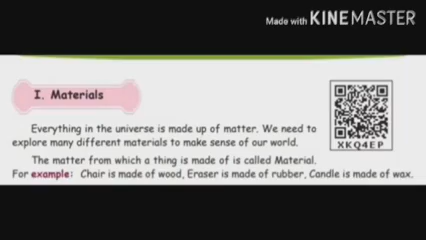 Made with KINEMASTER
I. Materials
Everything in the universe is made up of matter. We need to
explore many different materials to make sense of our world.
XKQ4EP
The matter from which a thing is made of is called Material.
For example: Chair is made of wood, Eraser is made of rubber, Candle is made of wax.